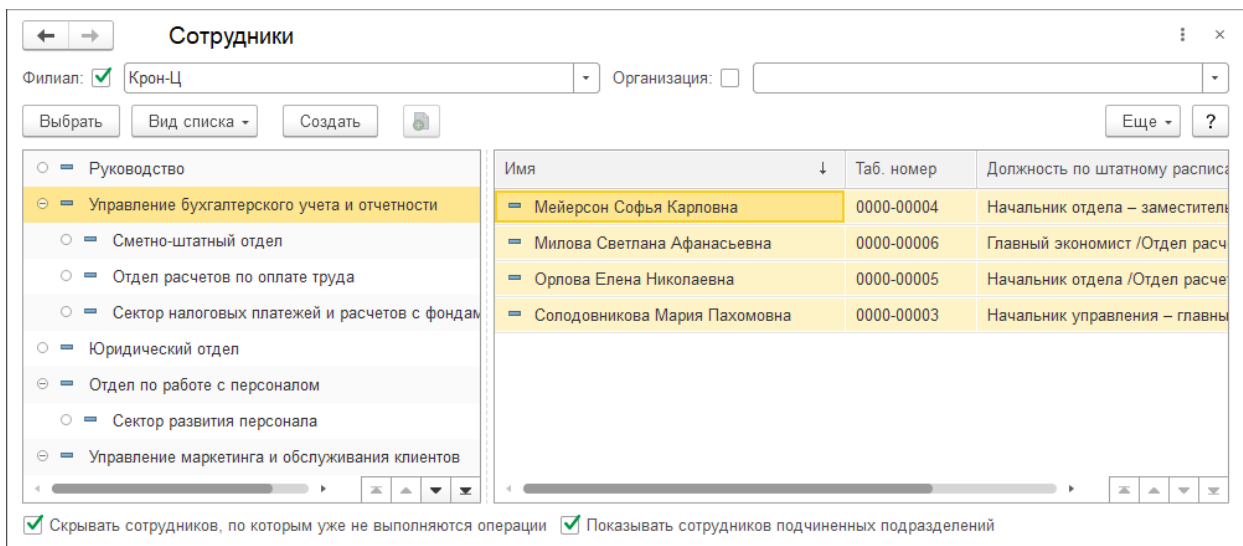 Сотрудники
Филиал: Крон-Ц Организация:
Выбрать Вид списка Создать Еще ?
Руководство
Управление бухгалтерского учета и отчетности
Сметно-штатный отдел
Отдел расчетов по оплате труда
Сектор налоговых платежей и расчетов с фондам
Юридический отдел
Отдел по работе с персоналом
Сектор развития персонала
Управление маркетинга и обслуживания клиентов
Имя Таб. номер Должность по штатному расписа
Мейерсон Софья Карловна 0000-00004 Начальник отдела – заместитель
Милова Светлана Афанасьевна 0000-00006 Главный экономист /Отдел расч
Орлова Елена Николаевна 0000-00005 Начальник отдела /Отдел расче
Солодовникова Мария Пахомовна 0000-00003 Начальник управления – главны
Скрывать сотрудников, по которым уже не выполняются операции Показывать сотрудников подчиненных подразделений